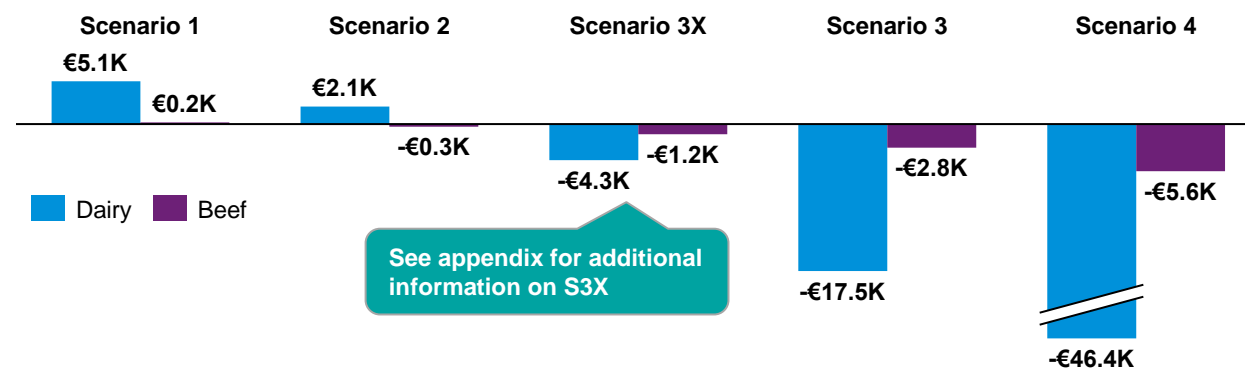 Scenario 1
Scenario 2
Scenario 3X
Scenario 3
Scenario 4
€5.1K
€0.2K
€2.1K
-€0.3K
-€4.3K
-€1.2K
-€17.5K
-€2.8K
-€46.4K
-€5.6K
Dairy
Beef
See appendix for additional
information on S3X